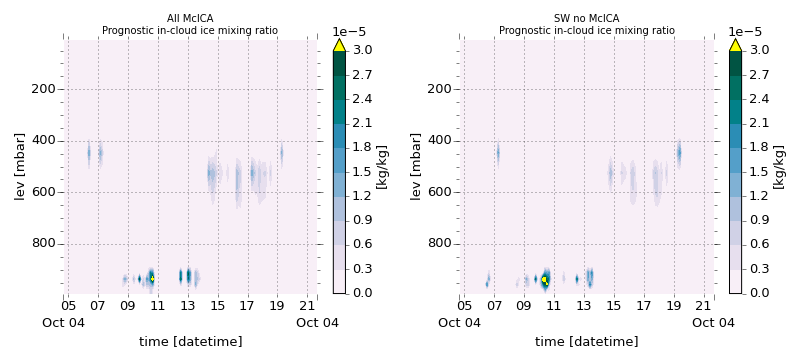 All McICA
Prognostic in-cloud ice mixing ratio
1e−5
3.0
2.7
2.4
2.1
1.8
1.5
1.2
0.9
0.6
0.3
0.0
[kg/kg]
lev [mbar]
200
400
600
800
05 07 09 11 13 15 17 19 21
Oct 04 Oct 04
time [datetime]
SW no McICA
Prognostic in-cloud ice mixing ratio
1e−5
3.0
2.7
2.4
2.1
1.8
1.5
1.2
0.9
0.6
0.3
0.0
[kg/kg]
lev [mbar]
200
400
600
800
05 07 09 11 13 15 17 19 21
Oct 04 Oct 04
time [datetime]